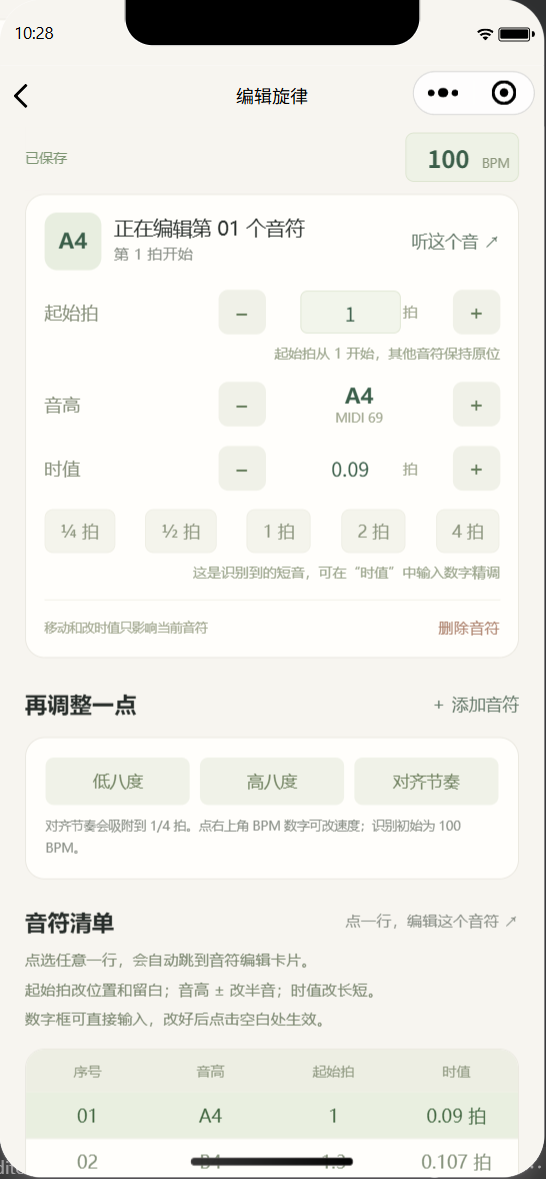 10:28
编辑旋律
已保存
100 BPM
A4
正在编辑第 01 个音符
第 1 拍开始
听这个音 ↗
起始拍 − 1 拍 +
起始拍从 1 开始，其他音符保持原位
音高 − A4 +
MIDI 69
时值 − 0.09 拍 +
¼ 拍 ½ 拍 1 拍 2 拍 4 拍
这是识别到的短音，可在“时值”中输入数字精调
移动和改时值只影响当前音符 删除音符
再调整一点 + 添加音符
低八度 高八度 对齐节奏
对齐节奏会吸附到 1/4 拍。点右上角 BPM 数字可改速度；识别初始为 100
BPM。
音符清单 点一行，编辑这个音符 ↗
点选任意一行，会自动跳到音符编辑卡片。
起始拍改位置和留白；音高 ± 改半音；时值改长短。
数字框可直接输入，改好后点击空白处生效。
序号 音高 起始拍 时值
01 A4 1 0.09 拍
02 0.107 拍